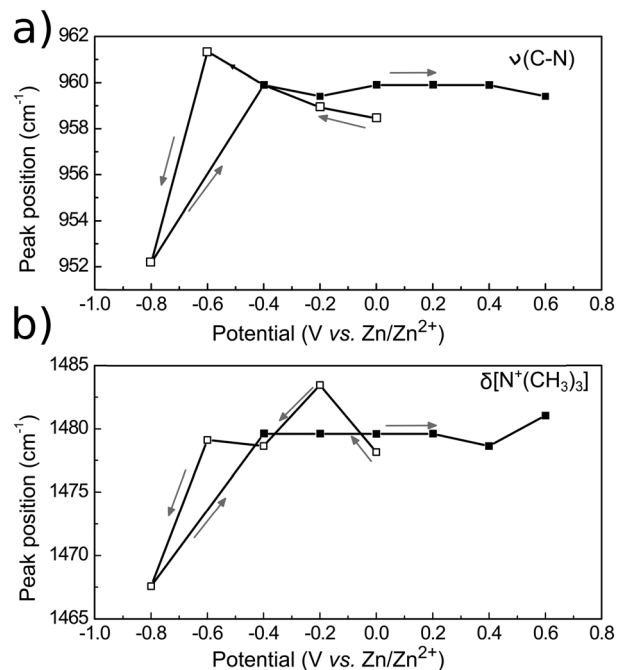 a)
962
ν(C-N)
960
958
956
954
952
Peak position (cm⁻¹)
-1.0 -0.8 -0.6 -0.4 -0.2 0.0 0.2 0.4 0.6 0.8
Potential (V vs. Zn/Zn²⁺)
b)
1485
δ[N⁺(CH₃)₃]
1480
1475
1470
1465
Peak position (cm⁻¹)
-1.0 -0.8 -0.6 -0.4 -0.2 0.0 0.2 0.4 0.6 0.8
Potential (V vs. Zn/Zn²⁺)